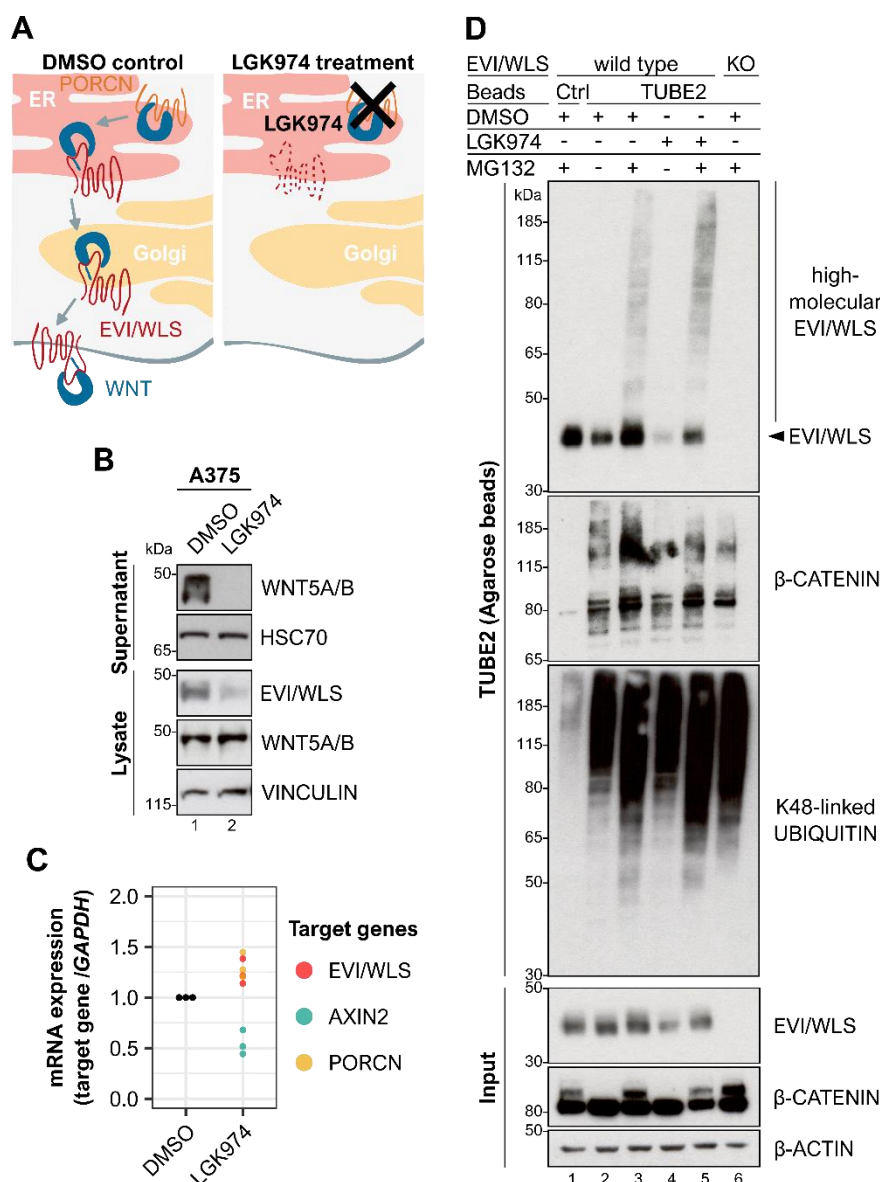 A
DMSO control
LGK974 treatment
PORCN
ER
ER
LGK974
Golgi
Golgi
EVI/WLS
WNT
B
A375
DMSO
LGK974
kDa
Supernatant
50
WNT5A/B
HSC70
65
Lysate
50
EVI/WLS
50
WNT5A/B
VINCULIN
115
1 2
C
mRNA expression
(target gene /GAPDH)
2.0
1.5
1.0
0.5
0.0
DMSO
LGK974
Target genes
EVI/WLS
AXIN2
PORCN
D
EVI/WLS wild type KO
Beads Ctrl TUBE2
DMSO + + + - - +
LGK974 - - - + + -
MG132 + - + - + +
TUBE2 (Agarose beads)
kDa
185
115
80
65
50
30
high-
molecular
EVI/WLS
EVI/WLS
185
115
80
65
β-CATENIN
185
115
80
65
50
30
K48-linked
UBIQUITIN
Input
50
30
EVI/WLS
80
β-CATENIN
50
β-ACTIN
1 2 3 4 5 6